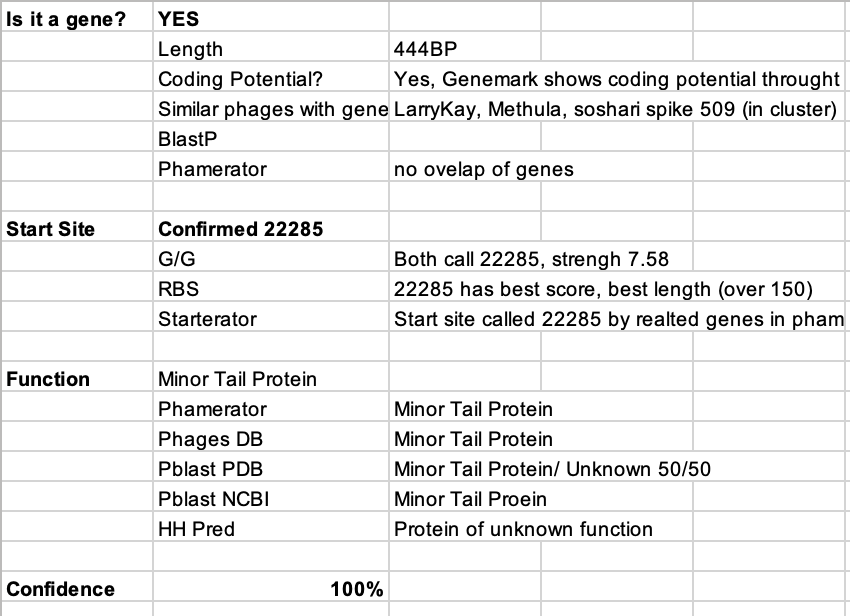 Is it a gene? YES
Length 444BP
Coding Potential? Yes, Genemark shows coding potential throught
Similar phages with gene LarryKay, Methula, soshari spike 509 (in cluster)
BlastP
Phamerator no ovelap of genes
Start Site Confirmed 22285
G/G Both call 22285, strengh 7.58
RBS 22285 has best score, best length (over 150)
Starterator Start site called 22285 by realted genes in pham
Function Minor Tail Protein
Phamerator Minor Tail Protein
Phages DB Minor Tail Protein
Pblast PDB Minor Tail Protein/ Unknown 50/50
Pblast NCBI Minor Tail Proein
HH Pred Protein of unknown function
Confidence 100%